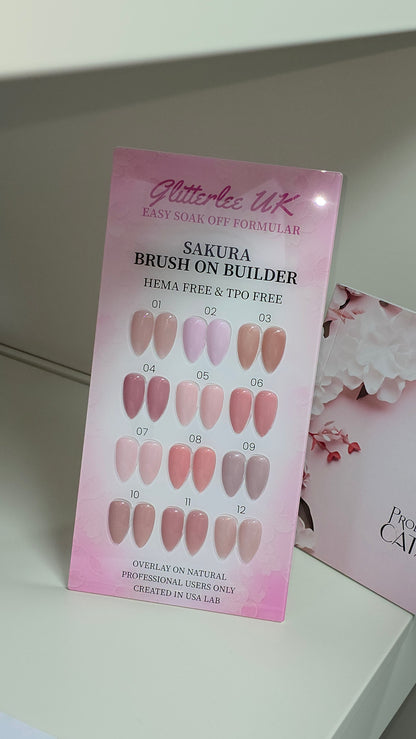 Glitterlee UK
EASY SOAK OFF FORMULAR
SAKURA
BRUSH ON BUILDER
HEMA FREE & TPO FREE
01 02 03
04 05 06
07 08 09
10 11 12
OVERLAY ON NATURAL
PROFESSIONAL USERS ONLY
CREATED IN USA LAB